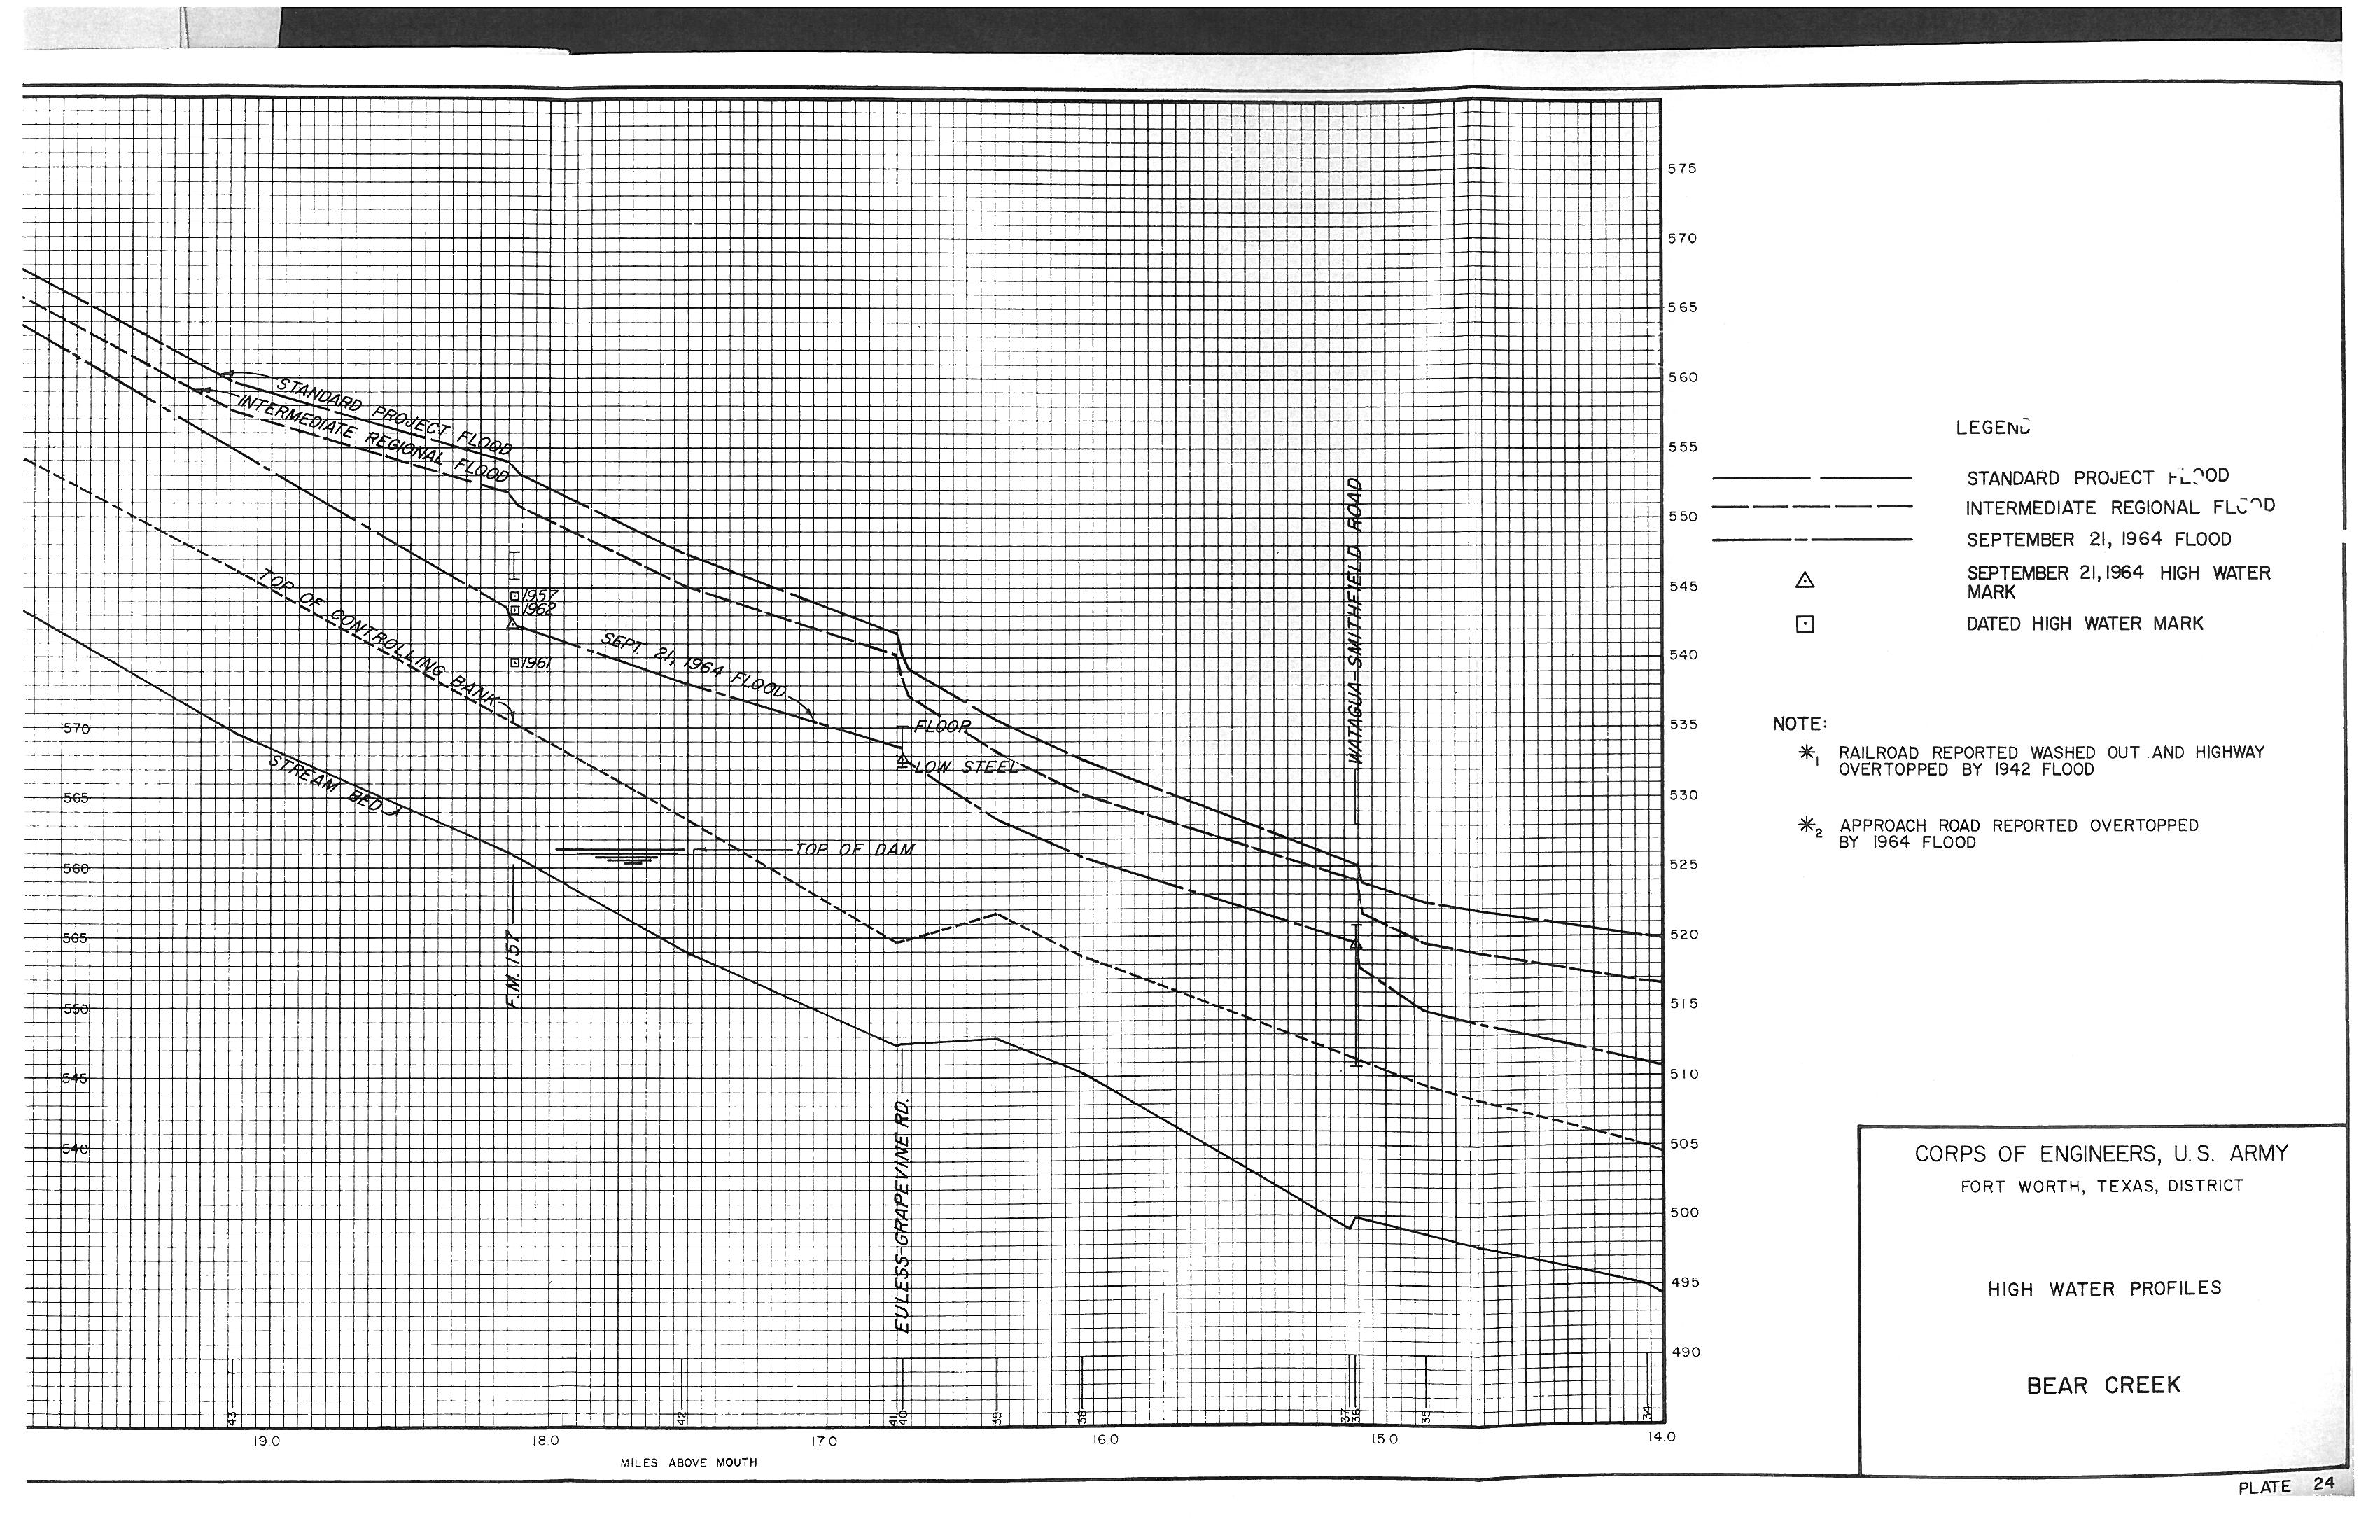 575
570
565
560
555
550
545
540
535
530
525
520
515
510
505
500
495
490
570
565
560
565
550
545
540
STANDARD PROJECT FLOOD
INTERMEDIATE REGIONAL FLOOD
1957
1962
1961
SEPT. 21, 1964 FLOOD
TOP OF CONTROLLING BANK
STREAM BED
FLOOR
LOW STEEL
TOP OF DAM
F.M. 157
EULESS-GRAPEVINE RD.
WATAGUA-SMITHFIELD ROAD
43
42
41
40
39
38
37
36
35
34
19.0
18.0
17.0
16.0
15.0
14.0
MILES ABOVE MOUTH
LEGEND
STANDARD PROJECT FLOOD
INTERMEDIATE REGIONAL FLOOD
SEPTEMBER 21, 1964 FLOOD
SEPTEMBER 21, 1964 HIGH WATER
MARK
DATED HIGH WATER MARK
NOTE:
*1 RAILROAD REPORTED WASHED OUT AND HIGHWAY
OVERTOPPED BY 1942 FLOOD
*2 APPROACH ROAD REPORTED OVERTOPPED
BY 1964 FLOOD
CORPS OF ENGINEERS, U.S. ARMY
FORT WORTH, TEXAS, DISTRICT
HIGH WATER PROFILES
BEAR CREEK
PLATE 24